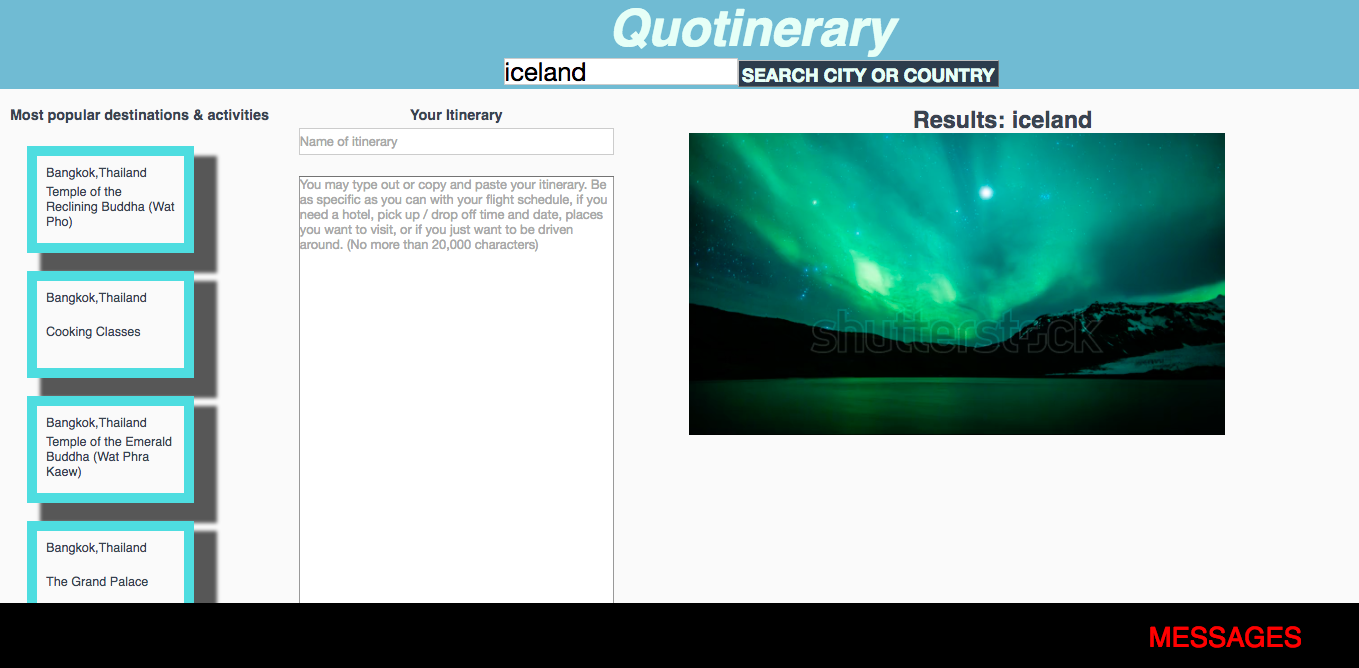 Quotinerary
iceland
SEARCH CITY OR COUNTRY
Most popular destinations & activities
Bangkok,Thailand
Temple of the
Reclining Buddha (Wat
Pho)
Bangkok,Thailand
Cooking Classes
Bangkok,Thailand
Temple of the Emerald
Buddha (Wat Phra
Kaew)
Bangkok,Thailand
The Grand Palace
Your Itinerary
Name of itinerary
You may type out or copy and paste your itinerary. Be
as specific as you can with your flight schedule, if you
need a hotel, pick up / drop off time and date, places
you want to visit, or if you just want to be driven
around. (No more than 20,000 characters)
Results: iceland
shutterstock
MESSAGES